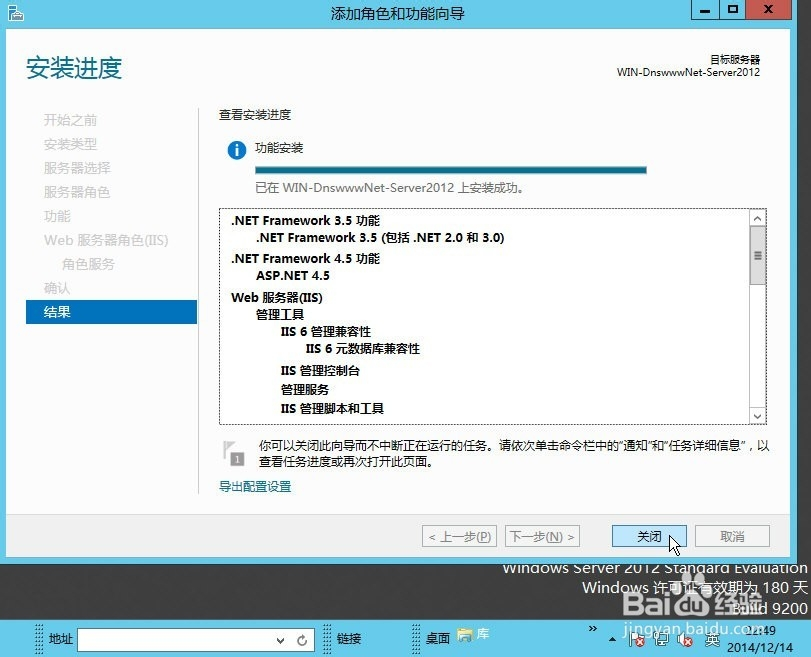 添加角色和功能向导
安装进度
目标服务器
WIN-DnswwwNet-Server2012
开始之前
安装类型
服务器选择
服务器角色
功能
Web 服务器角色(IIS)
角色服务
确认
结果
查看安装进度
功能安装
已在 WIN-DnswwwNet-Server2012 上安装成功。
.NET Framework 3.5 功能
.NET Framework 3.5 (包括 .NET 2.0 和 3.0)
.NET Framework 4.5 功能
ASP.NET 4.5
Web 服务器(IIS)
管理工具
IIS 6 管理兼容性
IIS 6 元数据库兼容性
IIS 管理控制台
管理服务
IIS 管理脚本和工具
1
你可以关闭此向导而不中断正在运行的任务。请依次单击命令栏中的"通知"和"任务详细信息"，以
查看任务进度或再次打开此页面。
导出配置设置
< 上一步(P)
下一步(N) >
关闭
取消
Windows Server 2012 Standard Evaluation
Windows 许可证有效期为 180 天
Build 9200
Baidu 经验
jingyan.baidu.com
地址
链接
桌面
库
英
2014/12/14